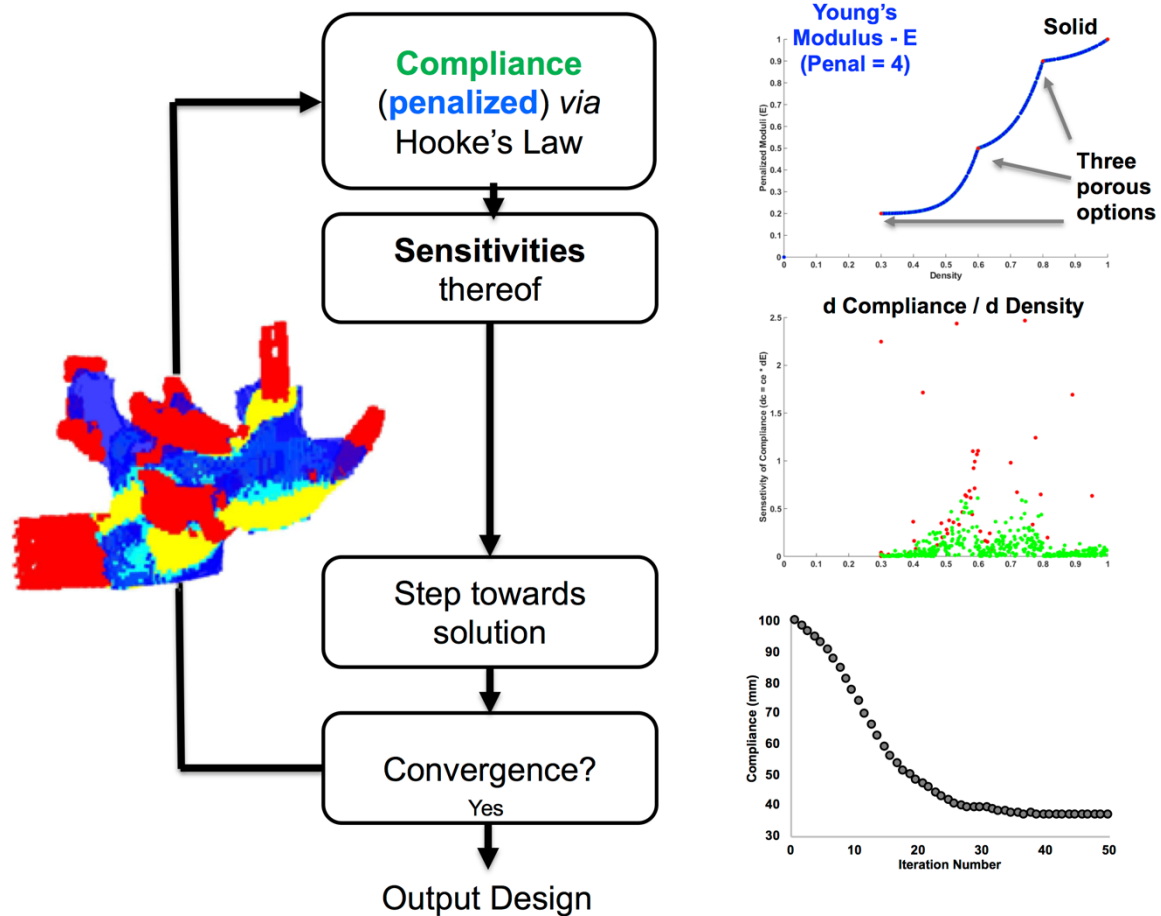 Compliance
(penalized) via
Hooke's Law
Sensitivities
thereof
Step towards
solution
Convergence?
Yes
Output Design
Young's
Modulus - E
(Penal = 4)
Solid
Three
porous
options
Penalized Moduli (E)
1
0.9
0.8
0.7
0.6
0.5
0.4
0.3
0.2
0.1
0
0 0.1 0.2 0.3 0.4 0.5 0.6 0.7 0.8 0.9 1
Density
d Compliance / d Density
Sensetivity of Compliance (dc = ce * dE)
2.5
2
1.5
1
0.5
0
0 0.1 0.2 0.3 0.4 0.5 0.6 0.7 0.8 0.9 1
Compliance (mm)
100
90
80
70
60
50
40
30
0 10 20 30 40 50
Iteration Number